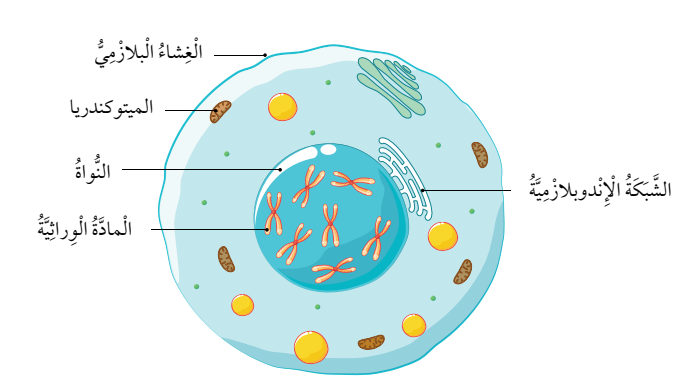 الْغِشاءُ الْبلازْمِيُّ
الميتوكندريا
النُّواةُ
الشَّبَكَةُ الْإِنْدوبلازْمِيَّةُ
الْمادَّةُ الْوِراثِيَّةُ